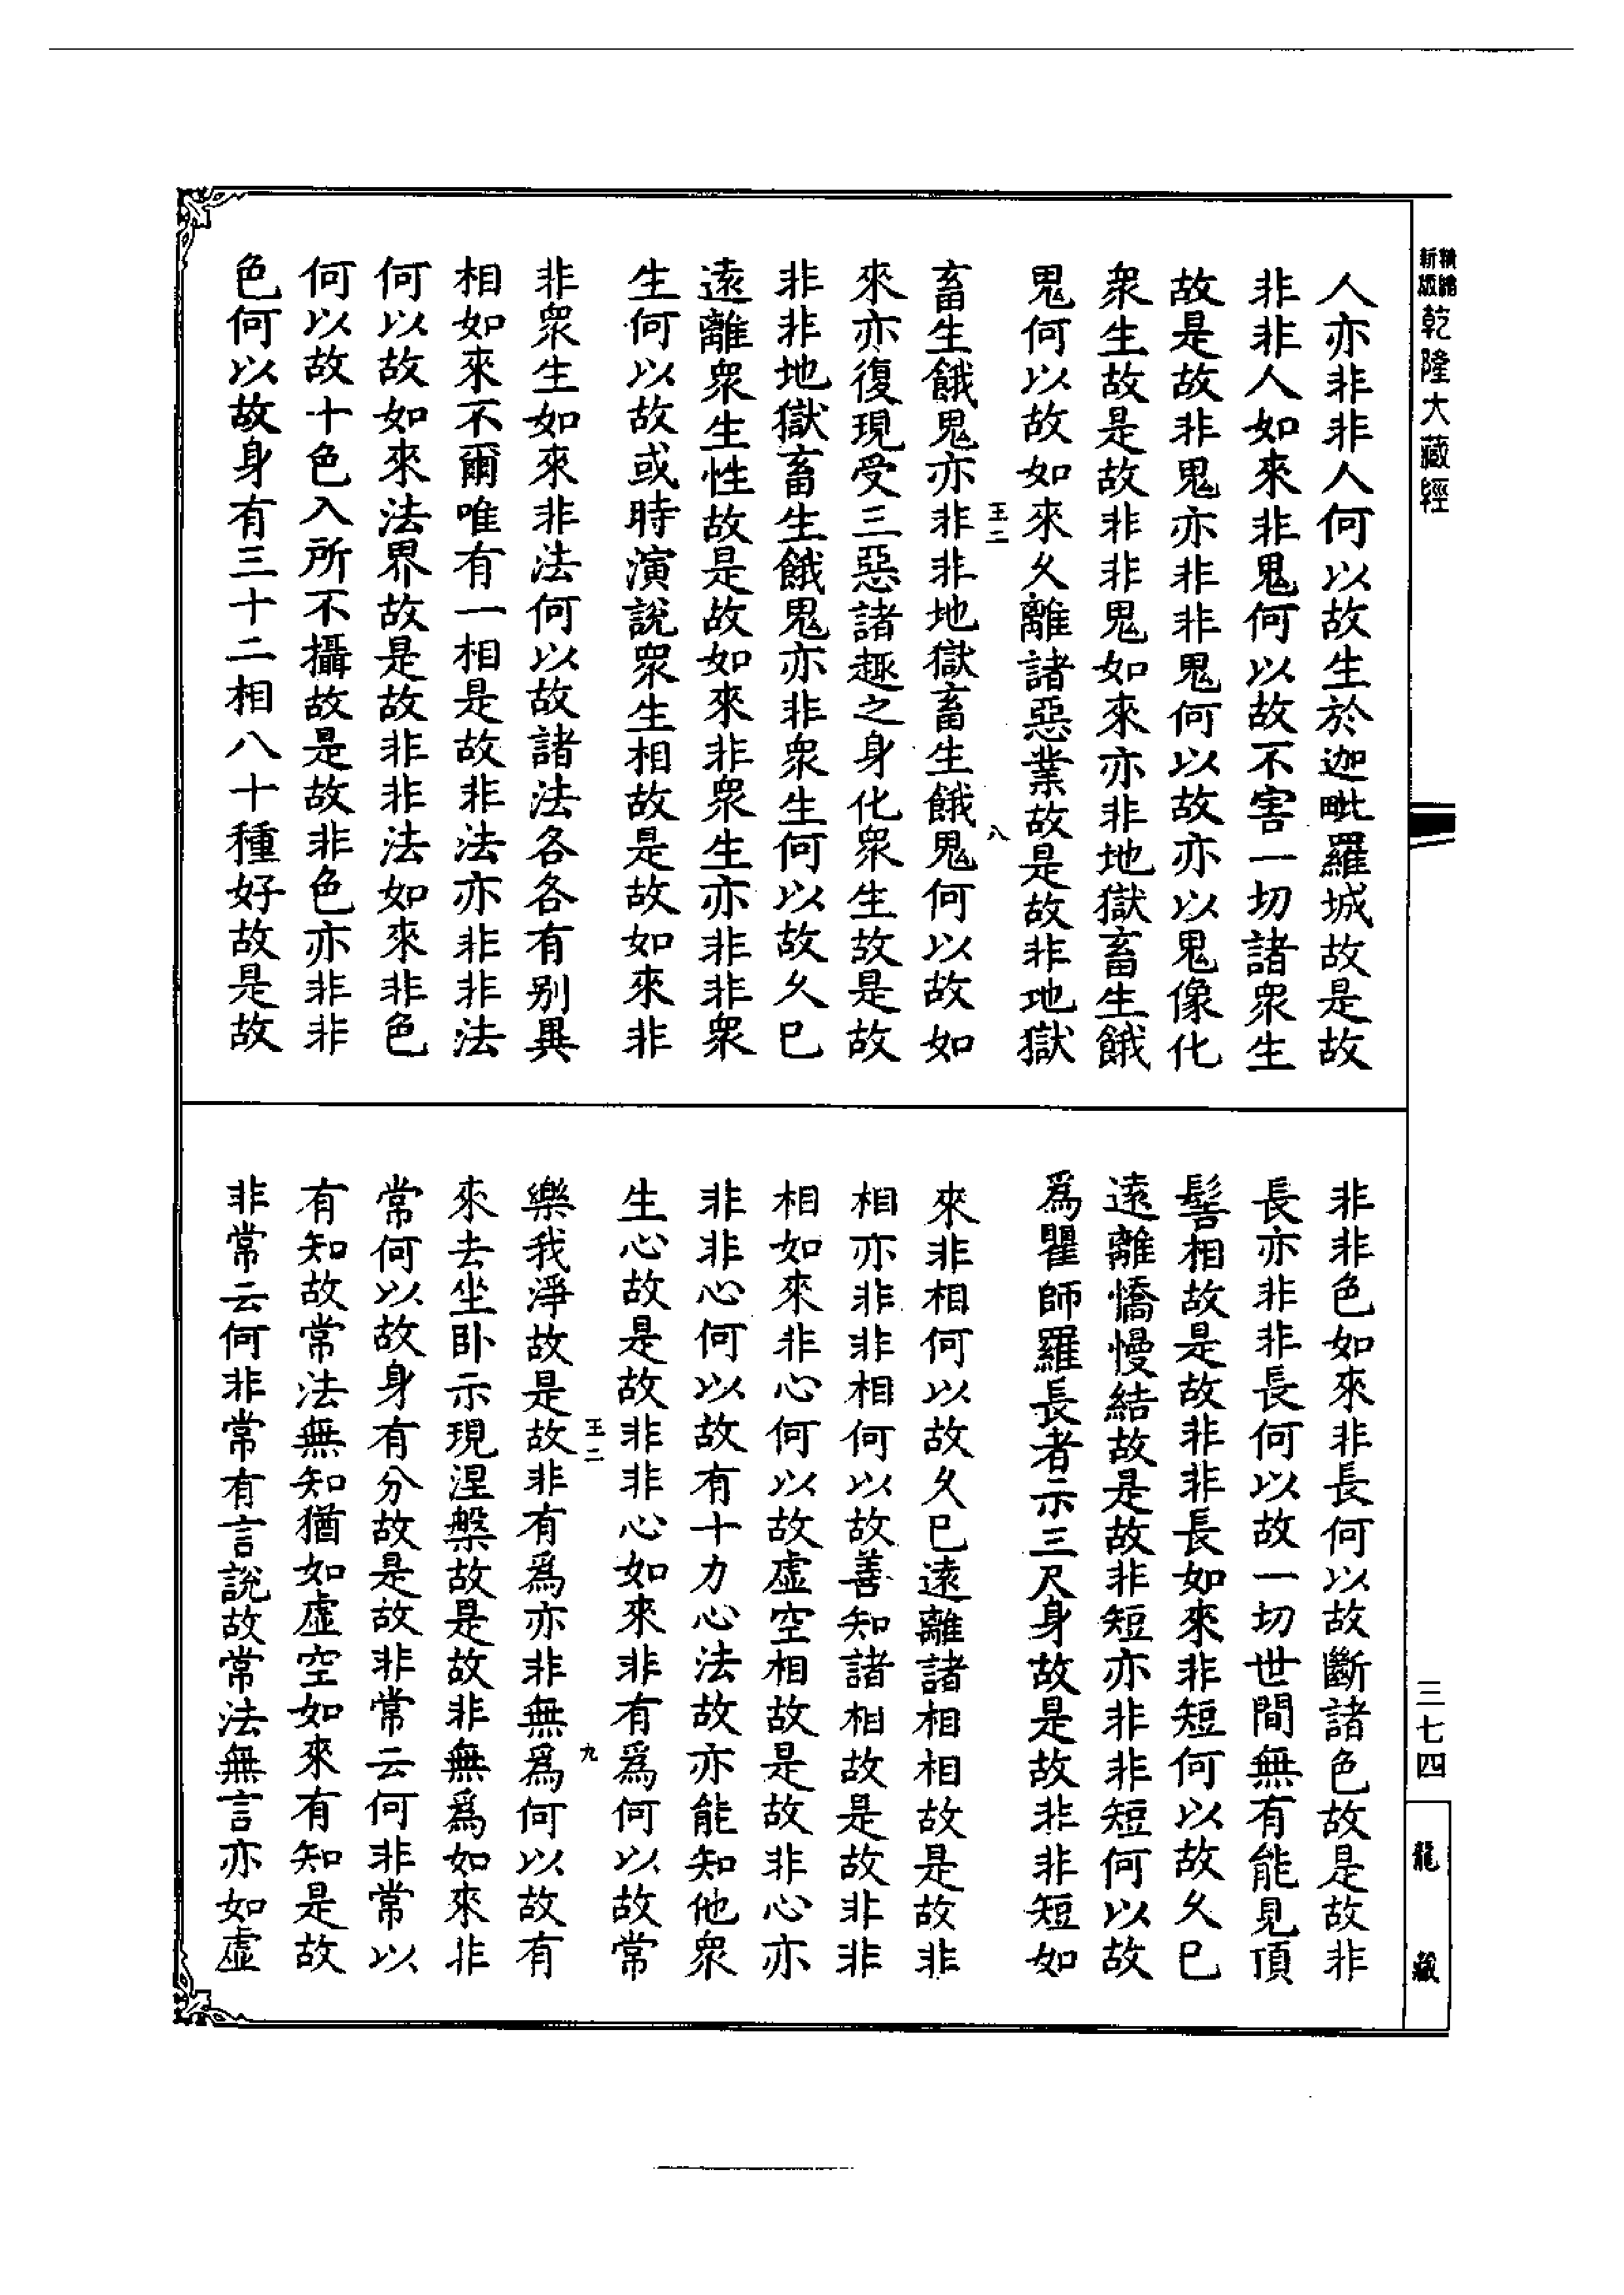 精繕
新版
乾隆大藏經
人亦非非人何以故生於迦毗羅城故是故
非非人如來非鬼何以故不害一切諸衆生
故是故非鬼亦非非鬼何以故亦以鬼像化
衆生故是故非非鬼如來亦非地獄畜生餓
鬼何以故如來久離諸惡業故是故非地獄
王二
八
畜生餓鬼亦非非地獄畜生餓鬼何以故如
來亦復現受三惡諸趣之身化衆生故是故
非非地獄畜生餓鬼亦非衆生何以故久已
遠離衆生性故是故如來非衆生亦非非衆
生何以故或時演說衆生相故是故如來非
非衆生如來非法何以故諸法各各有別異
相如來不爾唯有一相是故非法亦非非法
何以故如來法界故是故非非法如來非色
何以故十色入所不攝故是故非色亦非非
色何以故身有三十二相八十種好故是故
非非色如來非長何以故斷諸色故是故非
長亦非非長何以故一切世間無有能見頂
髻相故是故非非長如來非短何以故久已
遠離憍慢結故是故非短亦非非短何以故
爲瞿師羅長者示三尺身故是故非非短如
來非相何以故久已遠離諸相相故是故非
相亦非非相何以故善知諸相故是故非非
相如來非心何以故虛空相故是故非心亦
非非心何以故有十力心法故亦能知他衆
生心故是故非非心如來非有爲何以故常
王二
九
樂我淨故是故非有爲亦非無爲何以故有
來去坐臥示現涅槃故是故非無爲如來非
常何以故身有分故是故非常云何非常以
有知故常法無知猶如虛空如來有知是故
非常云何非常有言說故常法無言亦如虛
三七四
龍藏